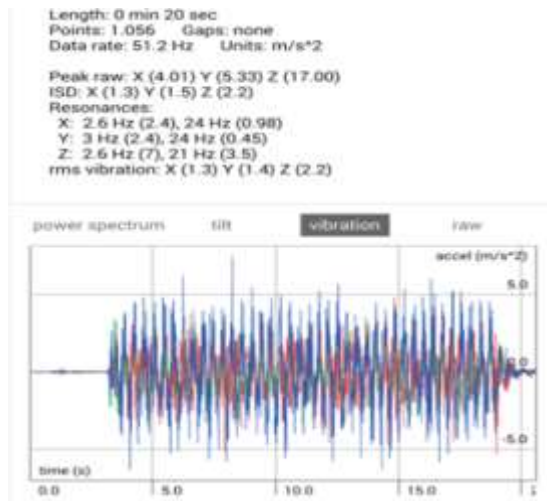 Length: 0 min 20 sec
Points: 1.056 Gaps: none
Data rate: 51.2 Hz Units: m/s^2
Peak raw: X (4.01) Y (5.33) Z (17.00)
ISD: X (1.3) Y (1.5) Z (2.2)
Resonances:
X: 2.6 Hz (2.4), 24 Hz (0.98)
Y: 3 Hz (2.4), 24 Hz (0.45)
Z: 2.6 Hz (7), 21 Hz (3.5)
rms vibration: X (1.3) Y (1.4) Z (2.2)
power spectrum tilt vibration raw
accel (m/s^2)
5.0
0.0
-5.0
time (s)
0.0 5.0 10.0 15.0